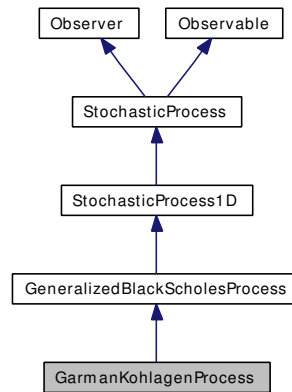 Observer
Observable
StochasticProcess
StochasticProcess1D
GeneralizedBlackScholesProcess
GarmanKohlagenProcess